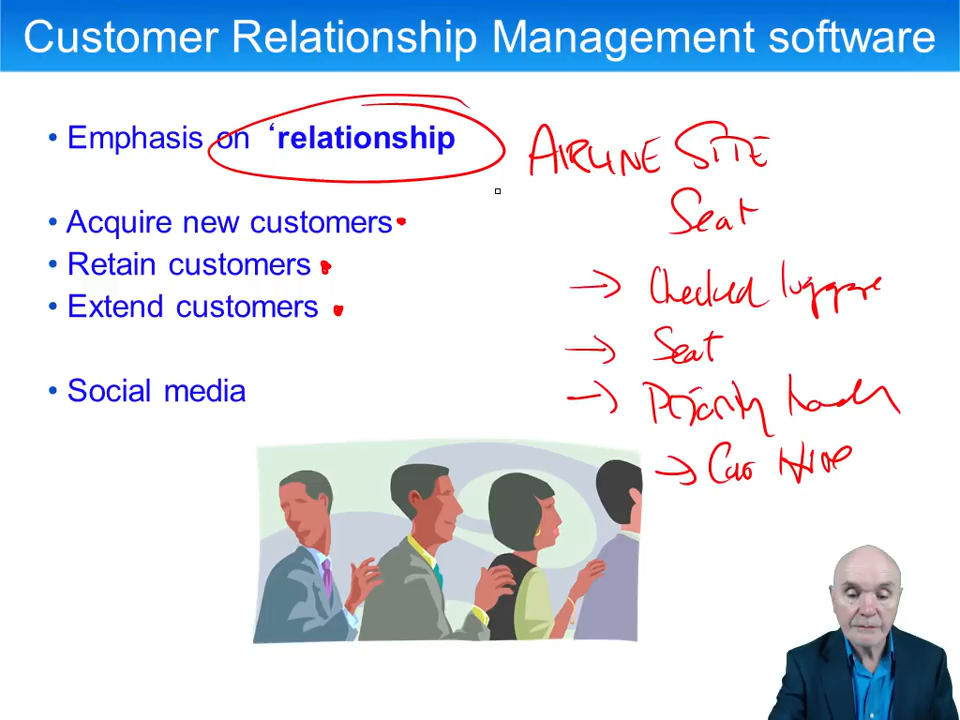 Customer Relationship Management software
• Emphasis on ‘relationship
• Acquire new customers
• Retain customers
• Extend customers
• Social media
AIRLINE SITE
Seat
→ Checked luggage
→ Seat
→ Priority
→ Car Hire